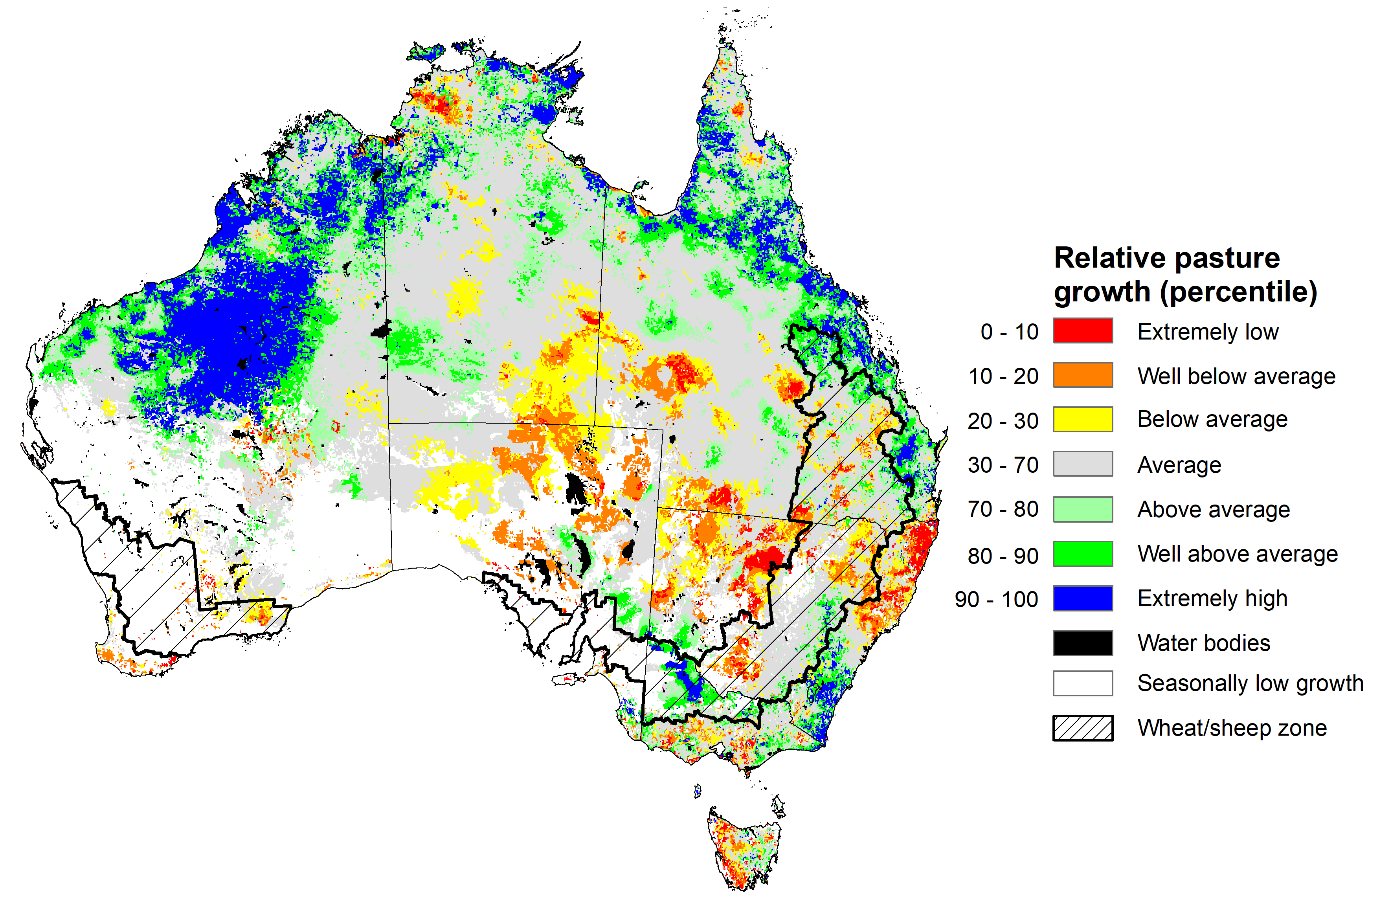 Relative pasture
growth (percentile)
0 - 10 Extremely low
10 - 20 Well below average
20 - 30 Below average
30 - 70 Average
70 - 80 Above average
80 - 90 Well above average
90 - 100 Extremely high
Water bodies
Seasonally low growth
Wheat/sheep zone